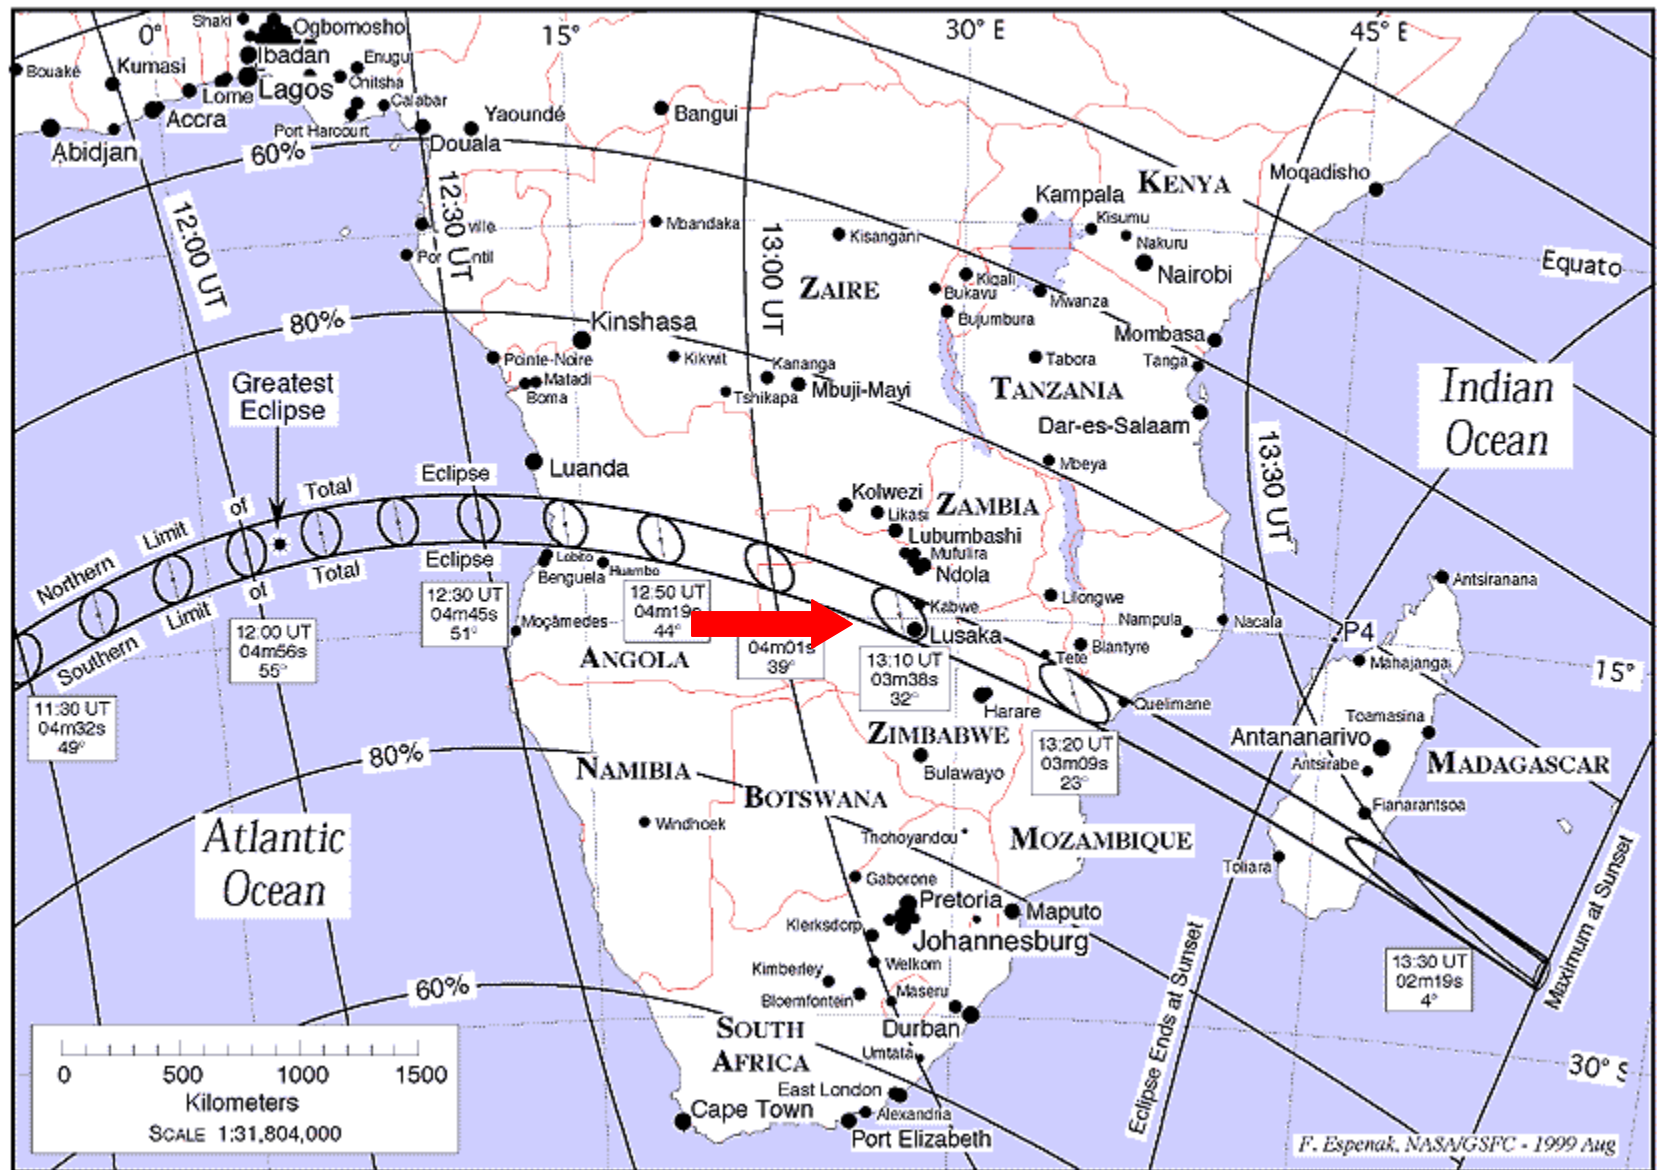 0°
15°
30° E
45° E
Shaki
Ogbomosho
Ibadan
Enugu
Bouaké
Kumasi
Onitsha
Lome
Lagos
Calabar
Accra
Port Harcourt
Yaoundé
Bangui
Abidjan
Douala
60%
Moqadisho
KENYA
Kampala
12:00 UT
12:30 UT
13:00 UT
ville
Mbandaka
Kisangani
Kisumu
Nakuru
Nairobi
Equato
Kigali
Bukavu
Mwanza
ZAIRE
Bujumbura
80%
Kinshasa
Mombasa
Pointe-Noire
Kikwit
Kananga
Tabora
Tanga
Matadi
Boma
Tshikapa
Mbuji-Mayi
TANZANIA
Indian
Ocean
Greatest
Eclipse
Dar-es-Salaam
13:30 UT
Luanda
Mbeya
Northern Limit of Total Eclipse
Kolwezi
Likasi
ZAMBIA
Lubumbashi
Mufulira
Ndola
Southern Limit of Total Eclipse
Lobito
Benguela
Huambo
Antsiranana
Lilongwe
Kabwe
Nampula
Nacala
Moçâmedes
Lusaka
P4
Blantyre
Tete
Mahajanga
15°
ANGOLA
11:30 UT
04m32s
49°
12:00 UT
04m56s
55°
12:30 UT
04m45s
51°
12:50 UT
04m19s
44°
04m01s
39°
13:10 UT
03m38s
32°
13:20 UT
03m09s
23°
Harare
Quelimane
Toamasina
ZIMBABWE
Antananarivo
Antsirabe
MADAGASCAR
80%
NAMIBIA
Bulawayo
BOTSWANA
Fianarantsoa
Windhoek
Thohoyandou
MOZAMBIQUE
Atlantic
Ocean
Toliara
Gaborone
Pretoria
Maputo
Klerksdorp
Johannesburg
Eclipse Ends at Sunset
Maximum at Sunset
Kimberley
Welkom
13:30 UT
02m19s
4°
60%
Bloemfontein
Maseru
SOUTH
AFRICA
Durban
Umtata
30° S
0 500 1000 1500
Kilometers
SCALE 1:31,804,000
East London
Cape Town
Alexandria
Port Elizabeth
F. Espenak, NASA/GSFC - 1999 Aug